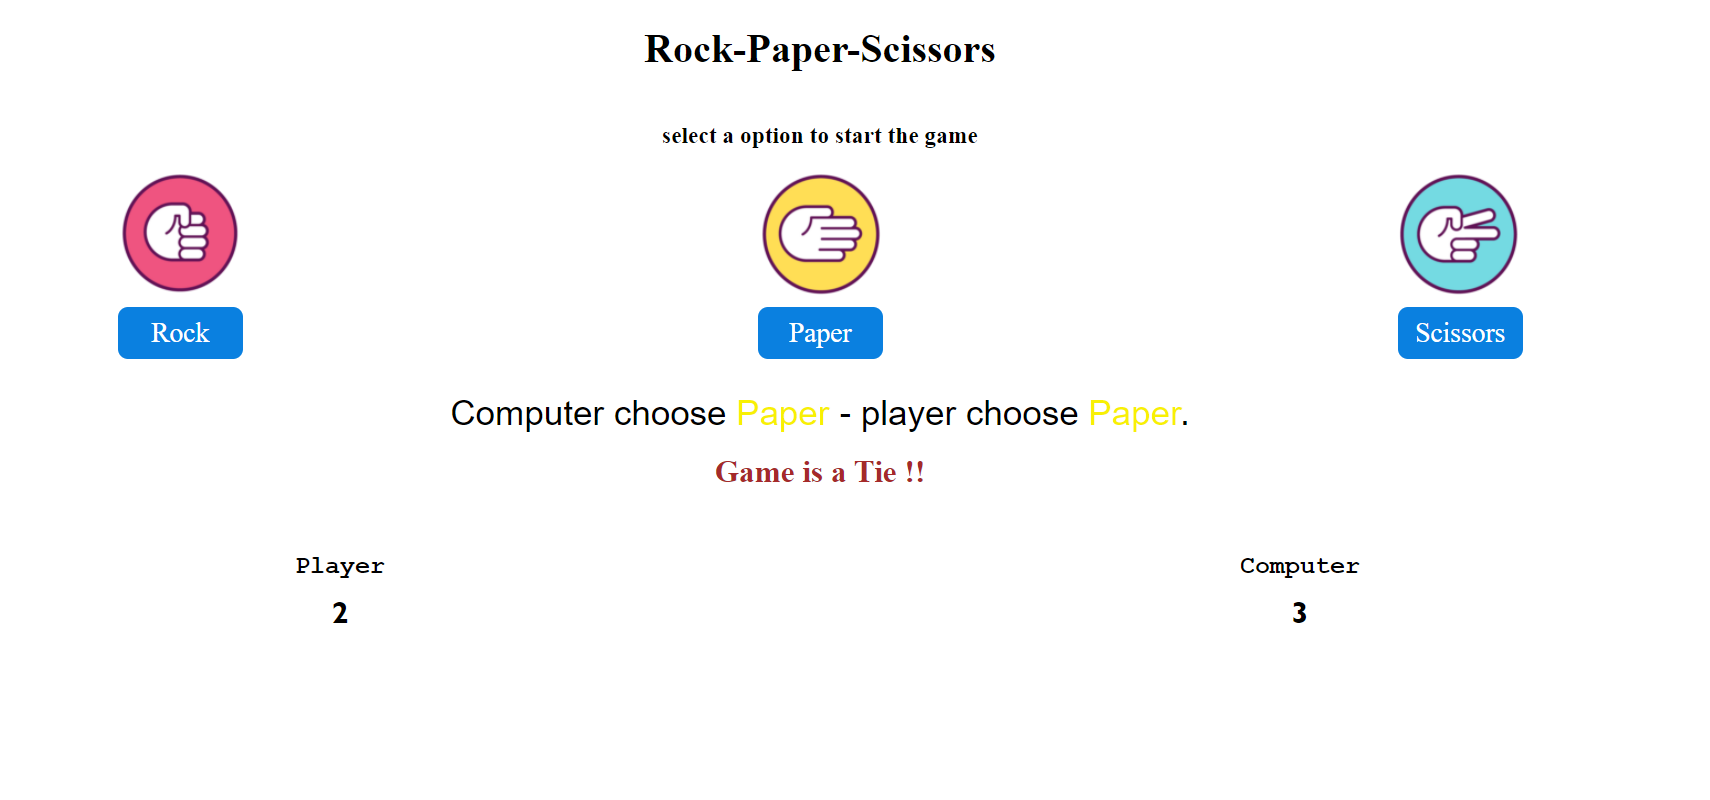 Rock-Paper-Scissors
select a option to start the game
Rock
Paper
Scissors
Computer choose Paper - player choose Paper.
Game is a Tie !!
Player
Computer
2
3